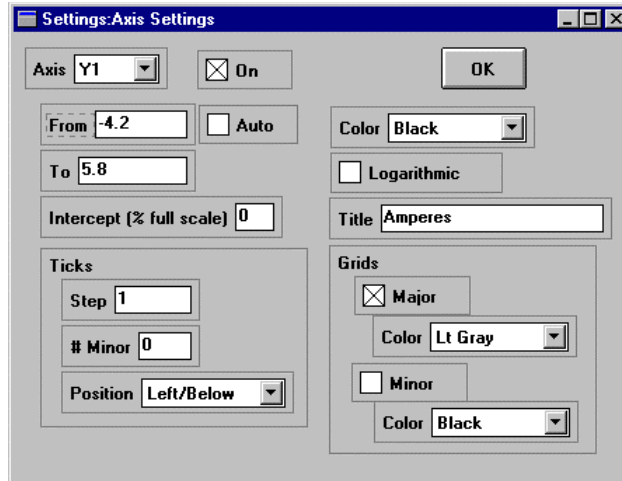 Settings:Axis Settings
Axis Y1
On
OK
From -4.2
Auto
Color Black
To 5.8
Logarithmic
Intercept (% full scale) 0
Title Amperes
Ticks
Step 1
# Minor 0
Position Left/Below
Grids
Major
Color Lt Gray
Minor
Color Black